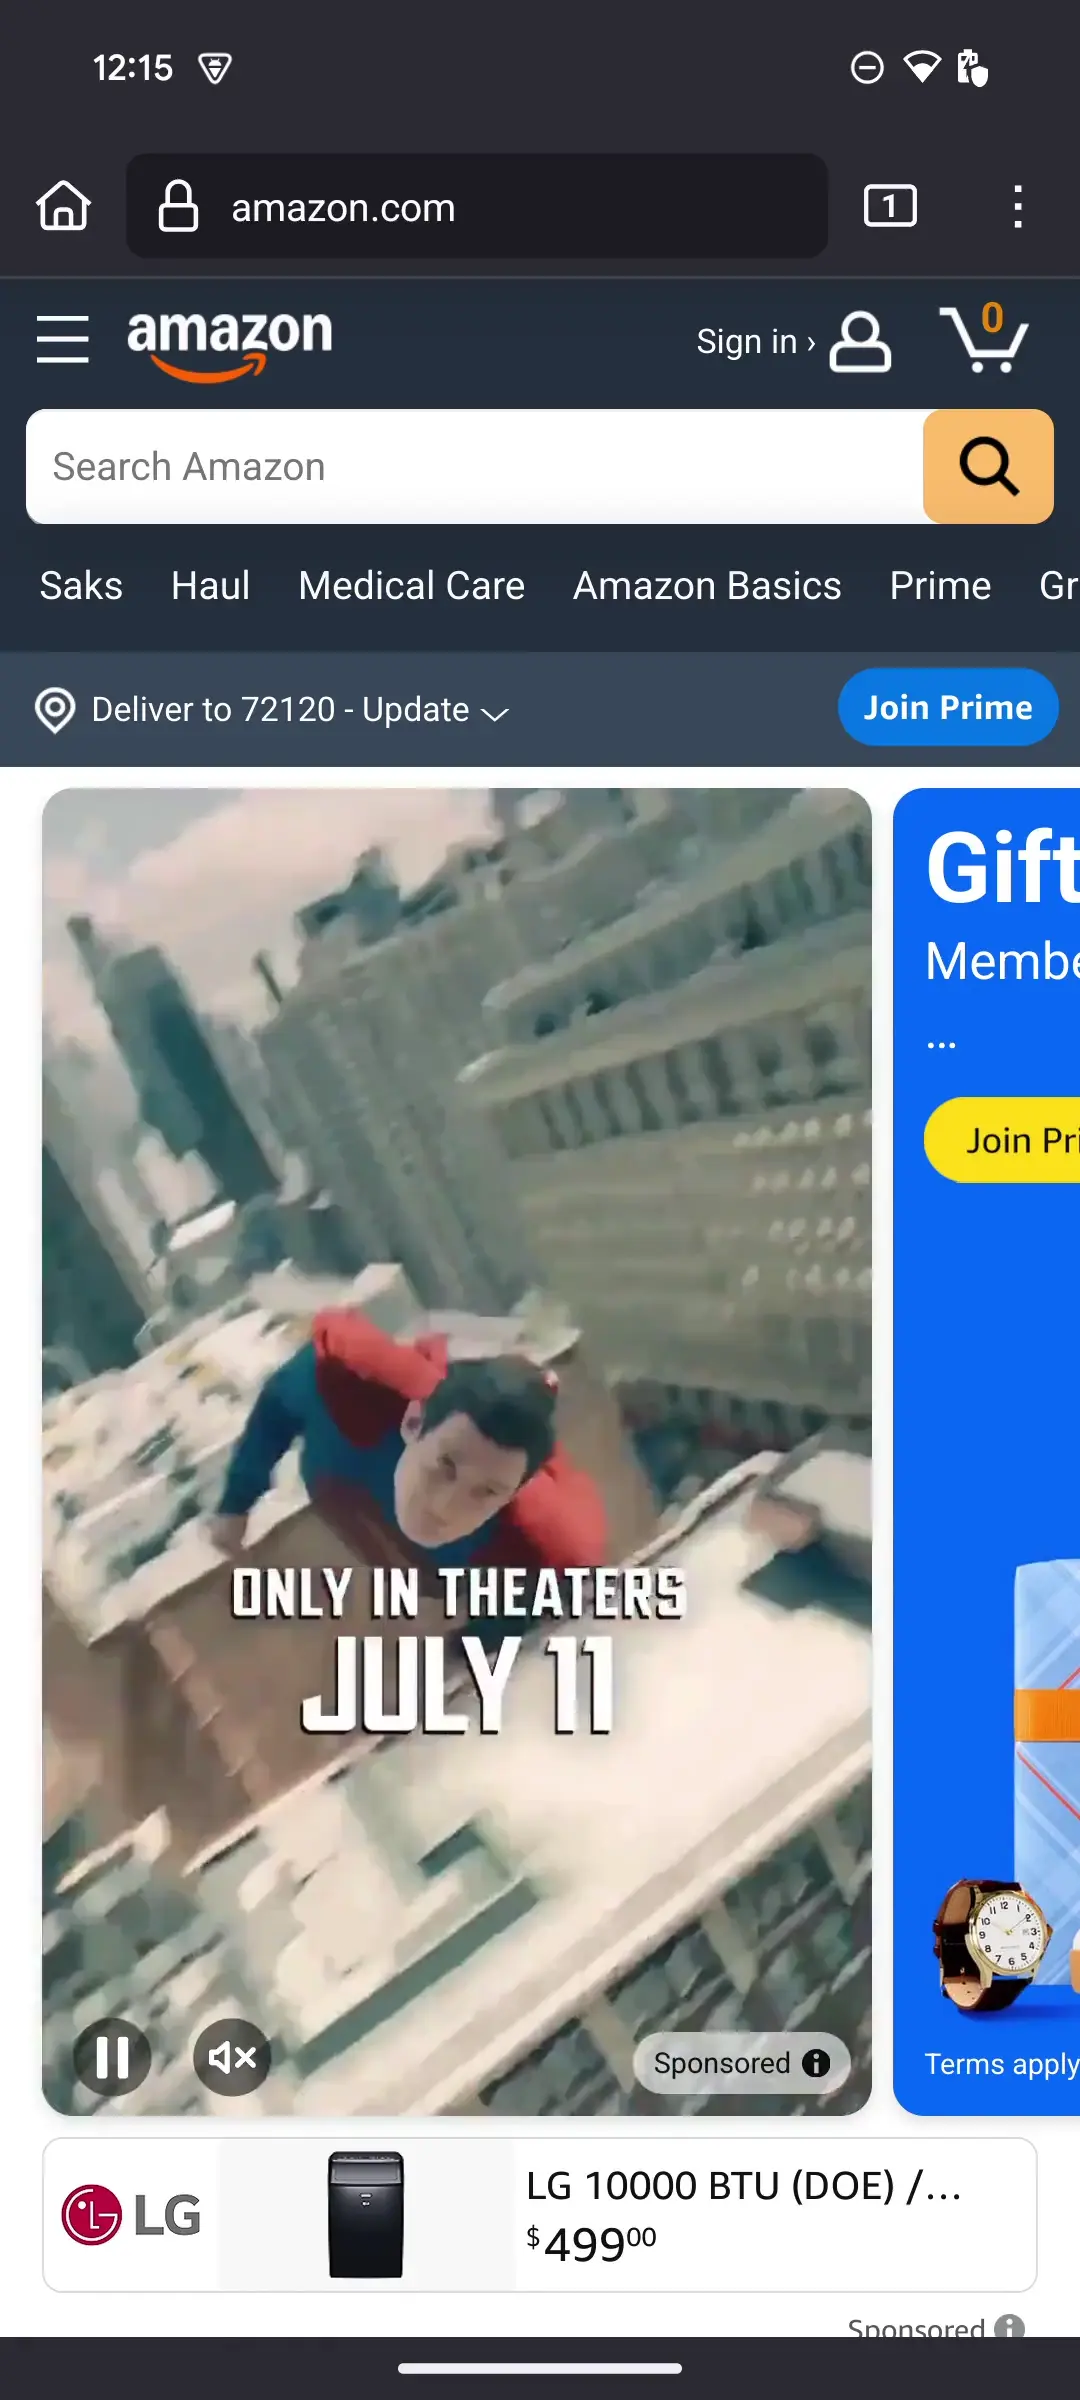 12:15
amazon.com
1
amazon
Sign in ›
0
Search Amazon
Saks Haul Medical Care Amazon Basics Prime Gr
Deliver to 72120 - Update
Join Prime
ONLY IN THEATERS
JULY 11
Sponsored
Gift
Membe
...
Join Pri
Terms apply
LG
LG 10000 BTU (DOE) /...
$49900
Sponsored